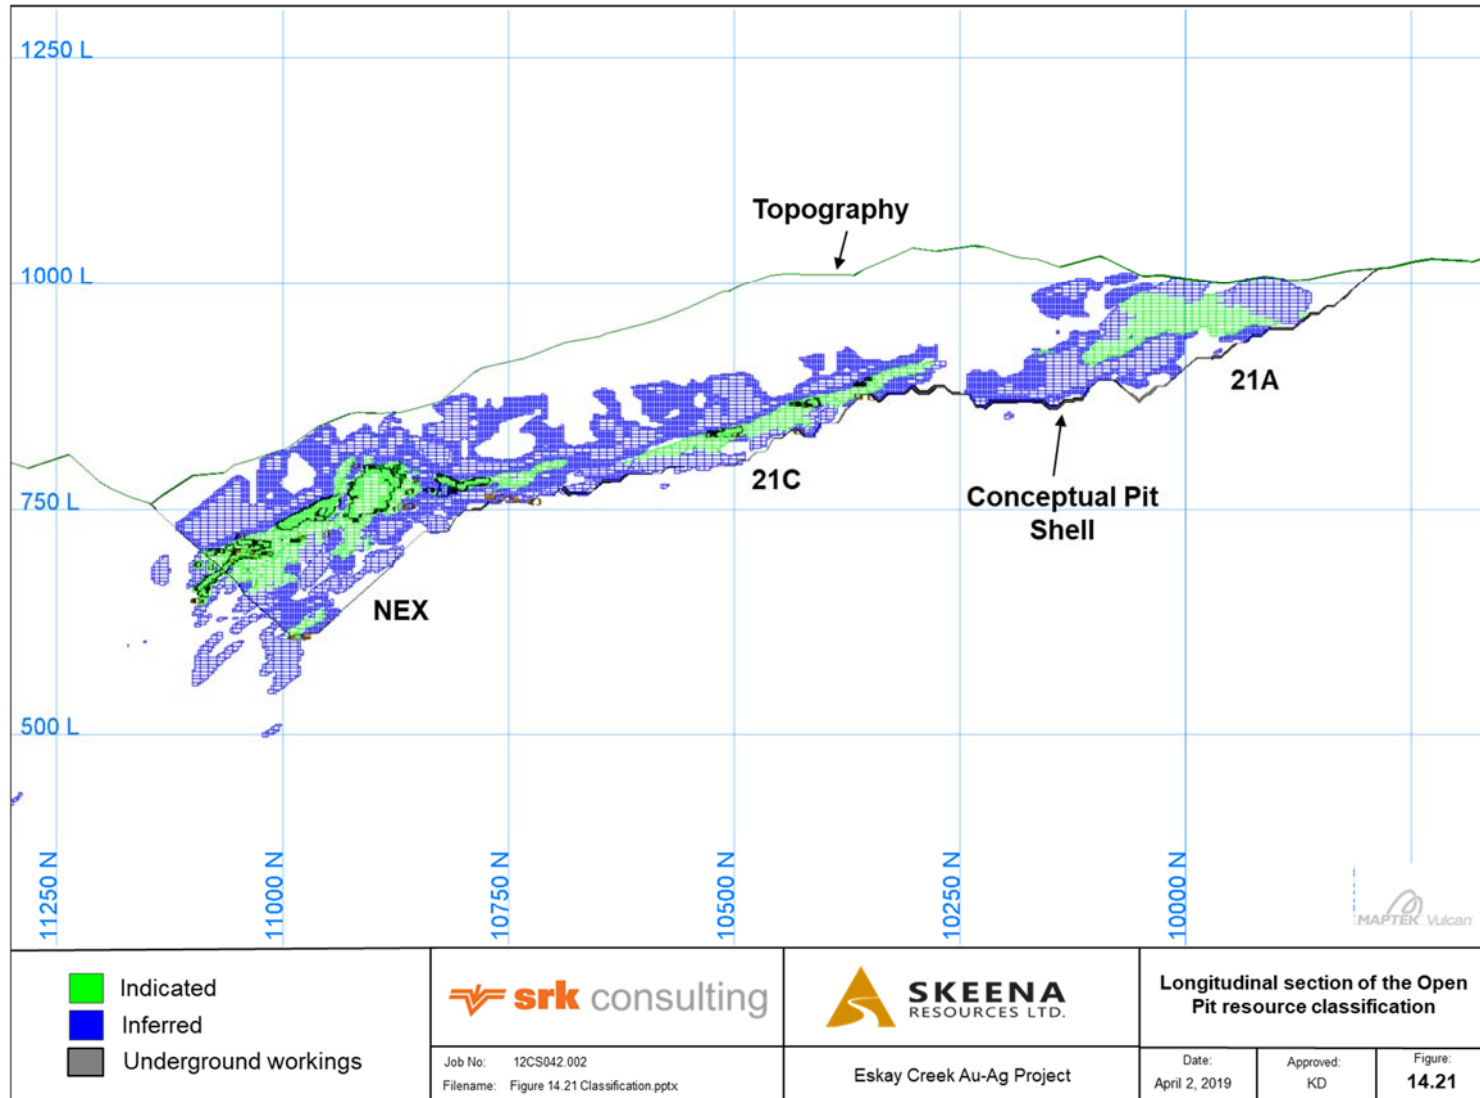 1250 L
Topography
1000 L
21A
21C
Conceptual Pit
Shell
750 L
NEX
500 L
11250 N
11000 N
10750 N
10500 N
10250 N
10000 N
MAPTEK Vulcan
Indicated
Inferred
Underground workings
srk consulting
Job No: 12CS042.002
Filename: Figure 14.21 Classification.pptx
SKEENA
RESOURCES LTD.
Eskay Creek Au-Ag Project
Longitudinal section of the Open
Pit resource classification
Date:
April 2, 2019
Approved:
KD
Figure:
14.21